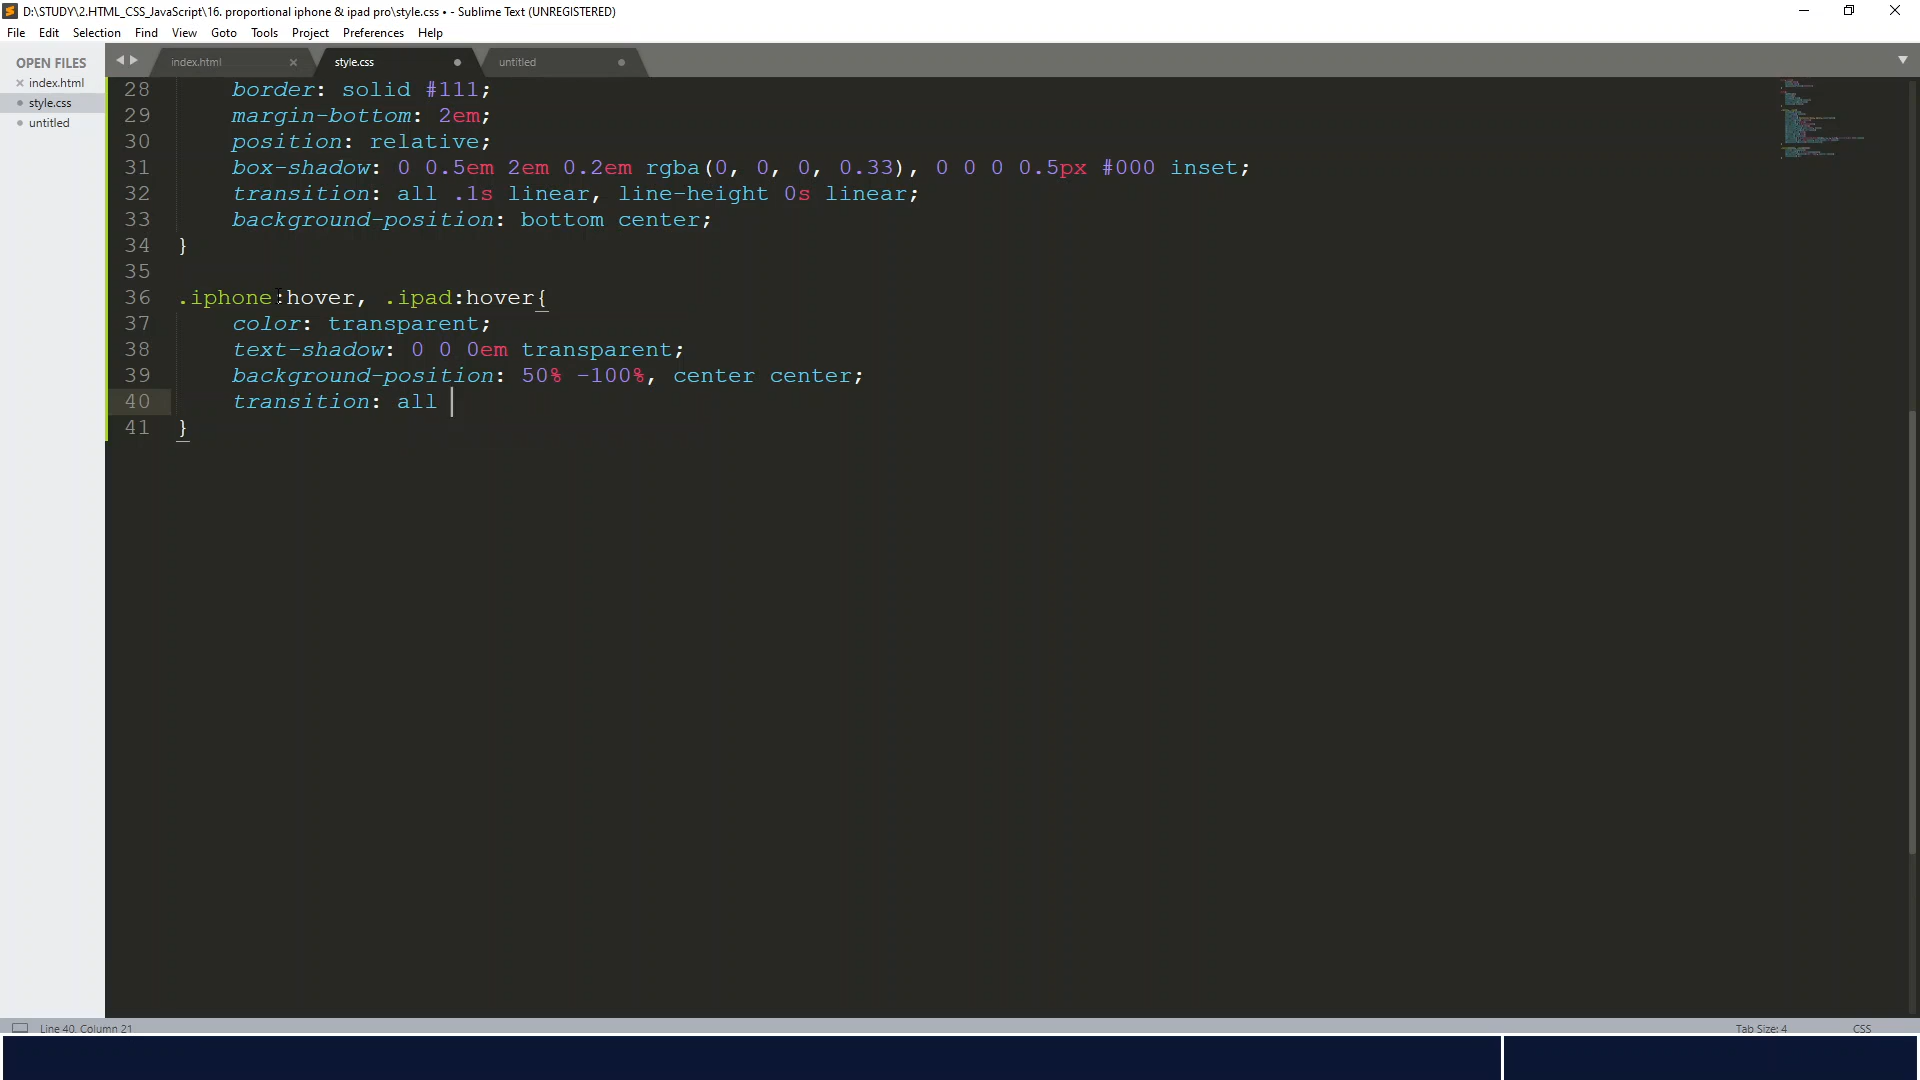 D:\STUDY\2.HTML_CSS_JavaScript\16. proportional iphone & ipad pro\style.css • - Sublime Text (UNREGISTERED)
File Edit Selection Find View Goto Tools Project Preferences Help
OPEN FILES
index.html
style.css
untitled
index.html style.css untitled
28 border: solid #111;
29 margin-bottom: 2em;
30 position: relative;
31 box-shadow: 0 0.5em 2em 0.2em rgba(0, 0, 0, 0.33), 0 0 0 0.5px #000 inset;
32 transition: all .1s linear, line-height 0s linear;
33 background-position: bottom center;
34 }
35
36 .iphone:hover, .ipad:hover{
37 color: transparent;
38 text-shadow: 0 0 0em transparent;
39 background-position: 50% -100%, center center;
40 transition: all
41 }
Line 40, Column 21 Tab Size: 4 CSS